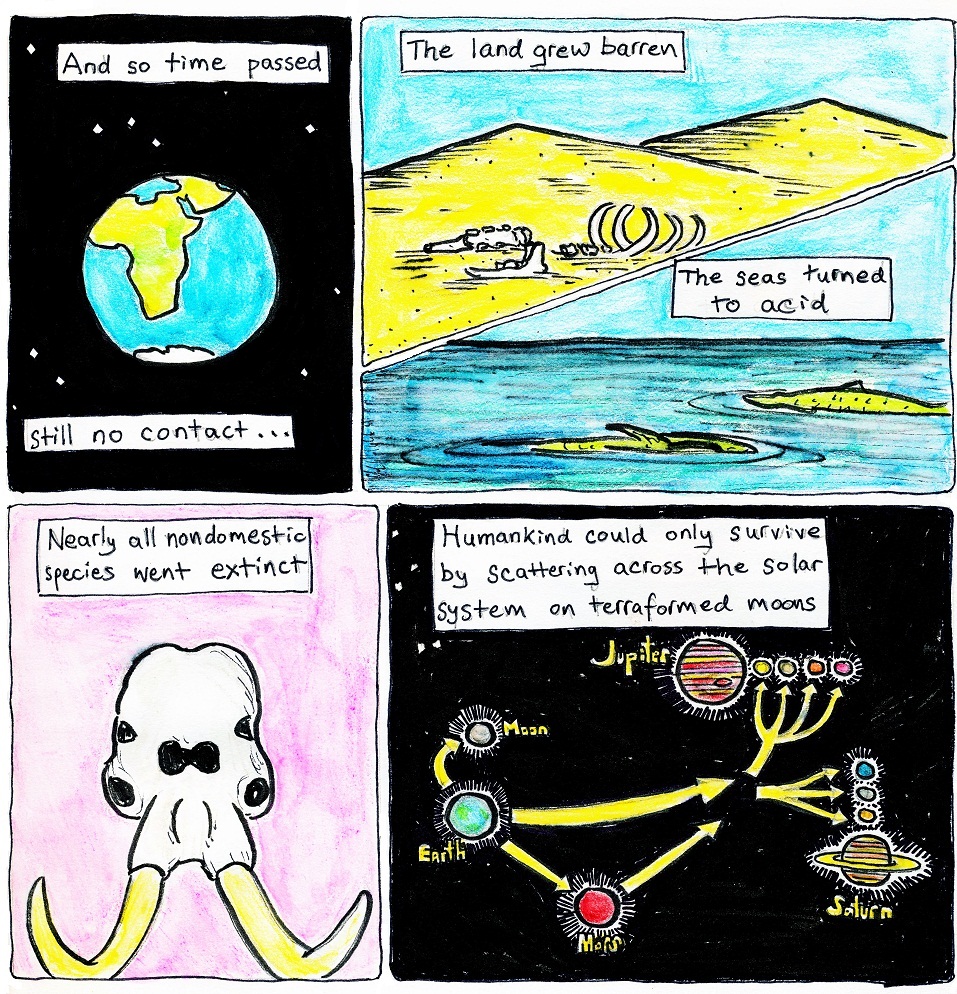 And so time passed
still no contact...
The land grew barren
The seas turned
to acid
Nearly all nondomestic
species went extinct
Humankind could only survive
by scattering across the solar
system on terraformed moons
Jupiter
Moon
Earth
Mars
Saturn